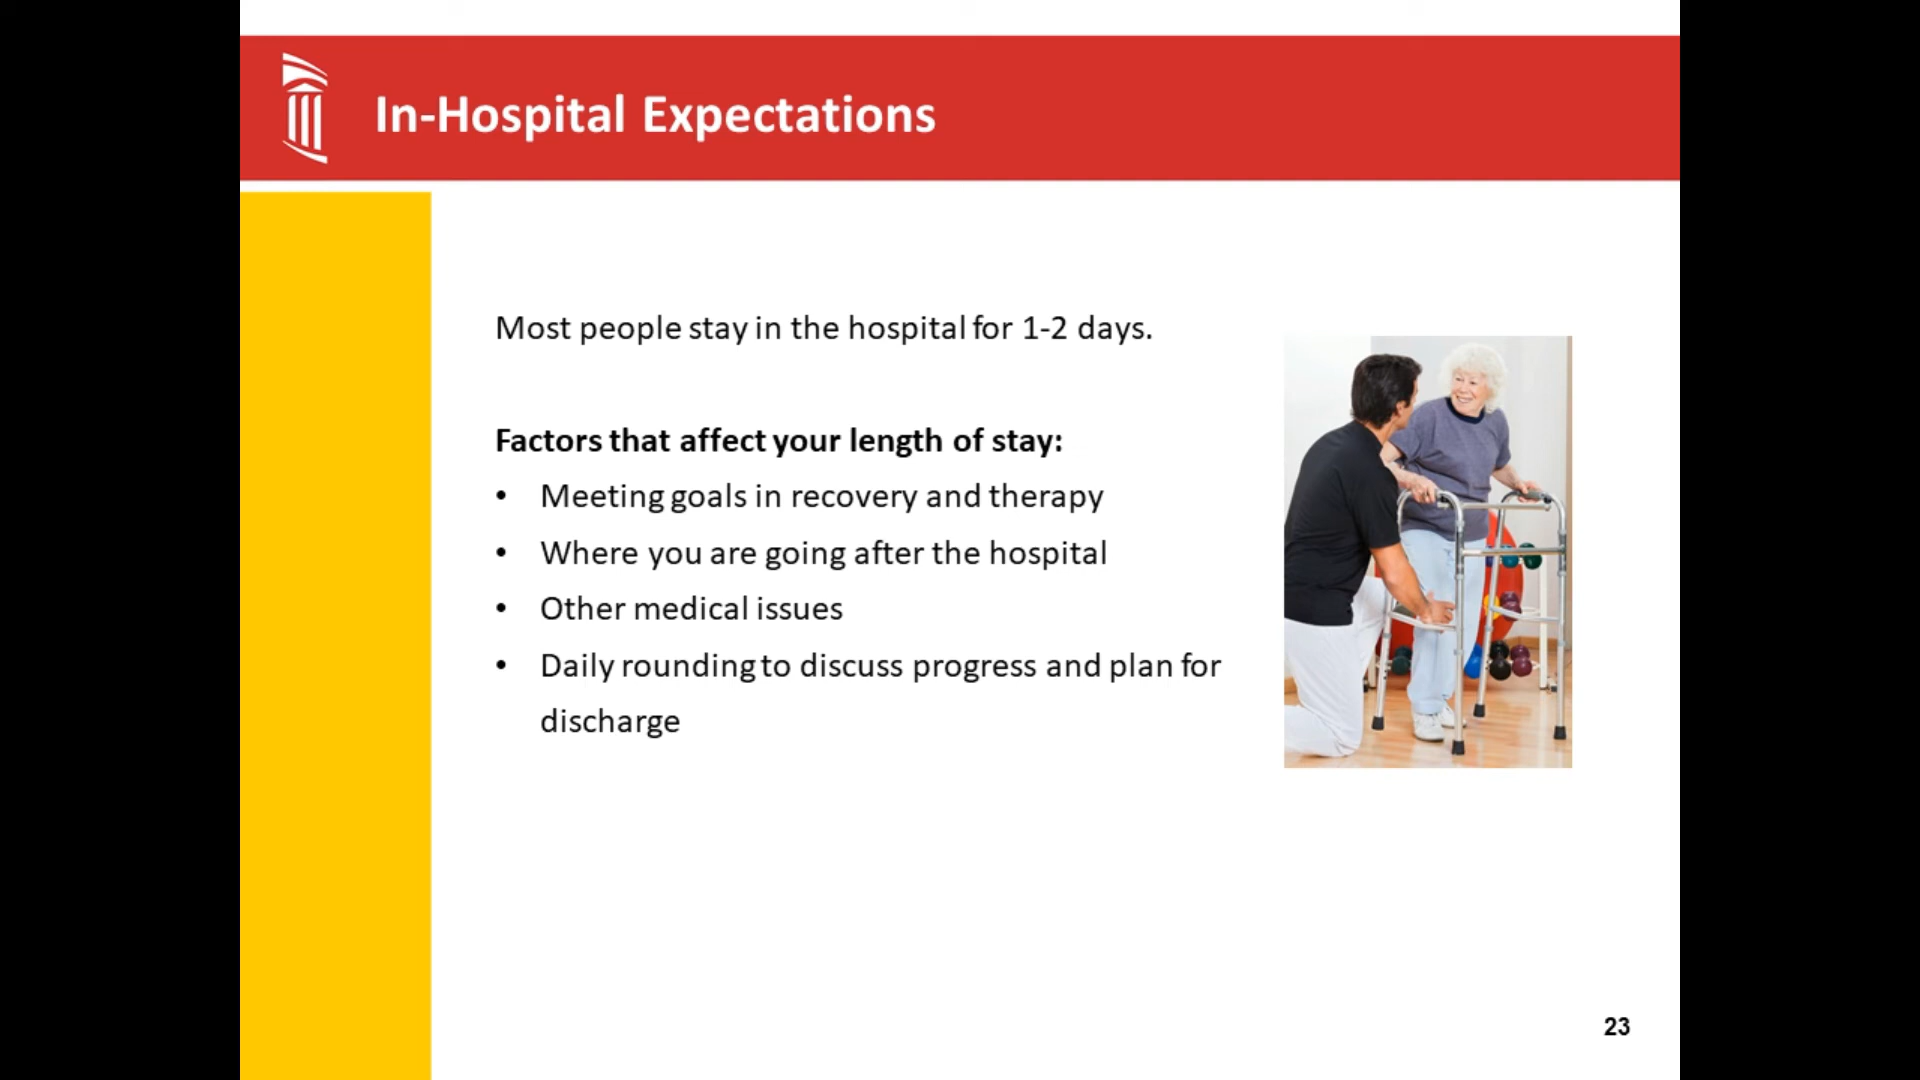 In-Hospital Expectations
Most people stay in the hospital for 1-2 days.
Factors that affect your length of stay:
• Meeting goals in recovery and therapy
• Where you are going after the hospital
• Other medical issues
• Daily rounding to discuss progress and plan for
discharge
23